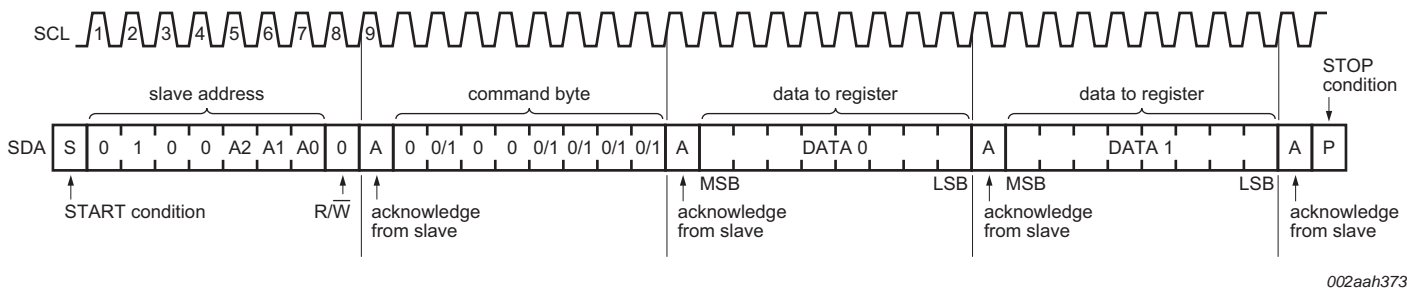 SCL 1 2 3 4 5 6 7 8 9
STOP
condition
slave address command byte data to register data to register
SDA S 0 1 0 0 A2 A1 A0 0 A 0 0/1 0 0 0/1 0/1 0/1 0/1 A DATA 0 A DATA 1 A P
MSB LSB MSB LSB
START condition R/W̅ acknowledge acknowledge acknowledge acknowledge
from slave from slave from slave from slave
002aah373